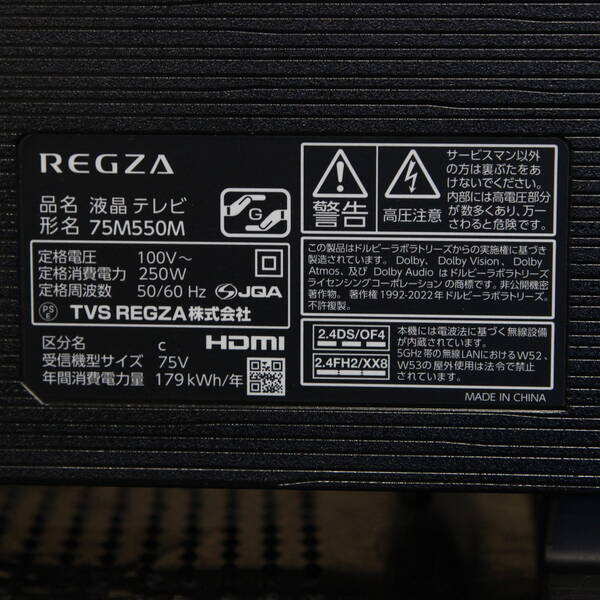 REGZA
品名 液晶 テレビ
形名 75M550M
G
定格電圧 100V～
定格消費電力 250W
定格周波数 50/60 Hz
JQA
PS
E
TVS REGZA株式会社
区分名 c
HDMI
受信機型サイズ 75V
年間消費電力量 179 kWh/年
警告
高圧注意
サービスマン以外
の方は裏ぶたをあ
けないでください。
内部には高電圧部分
が数多くあり、万一
さわると危険です。
この製品はドルビーラボラトリーズからの実施権に基づき
製造されています。Dolby、Dolby Vision 、Dolby
Atmos、及び Dolby Audio は ドルビーラボラトリーズ
ライセンシングコーポレーション の商標です。非公開機密
著作物。 著作権 1992-2022年ドルビーラボラトリーズ。
不許複製。
2.4DS/OF4
2.4FH2/XX8
本機には電波法に基づく無線設備
が内蔵されています。
5GHz 帯の無線LANにおけるW52、
W53の屋外使用は法令で禁止
されています。
MADE IN CHINA